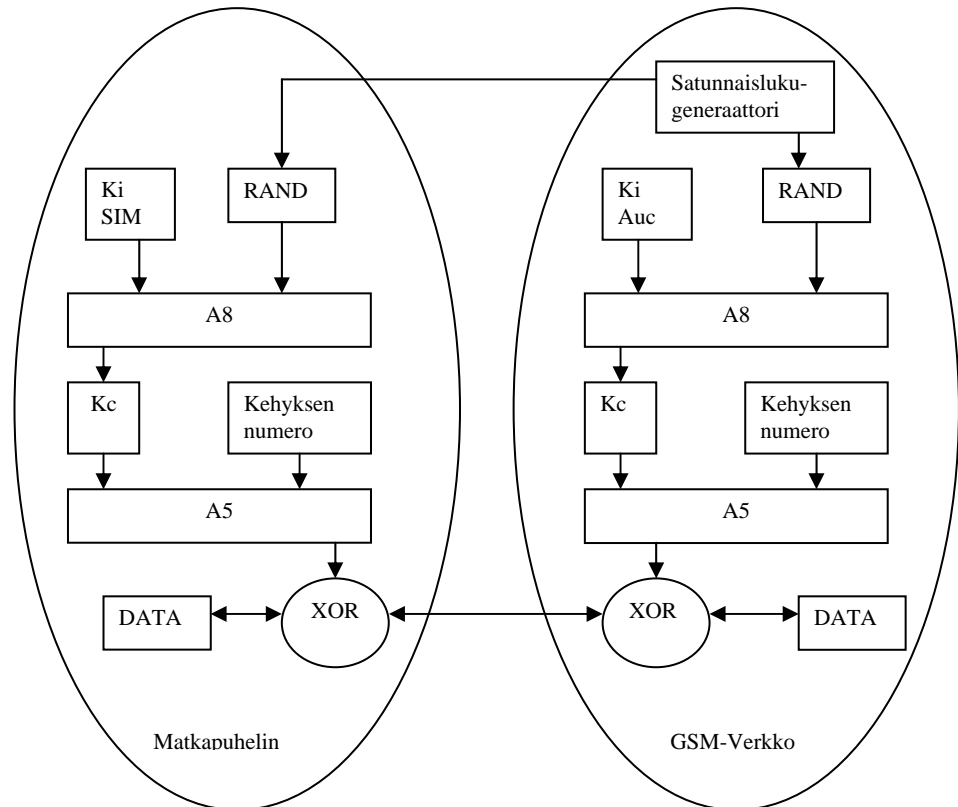 Satunnaisluku-
generaattori
Ki
SIM
RAND
Ki
Auc
RAND
A8
A8
Kc
Kehyksen
numero
Kc
Kehyksen
numero
A5
A5
DATA
XOR
XOR
DATA
Matkapuhelin
GSM-Verkko